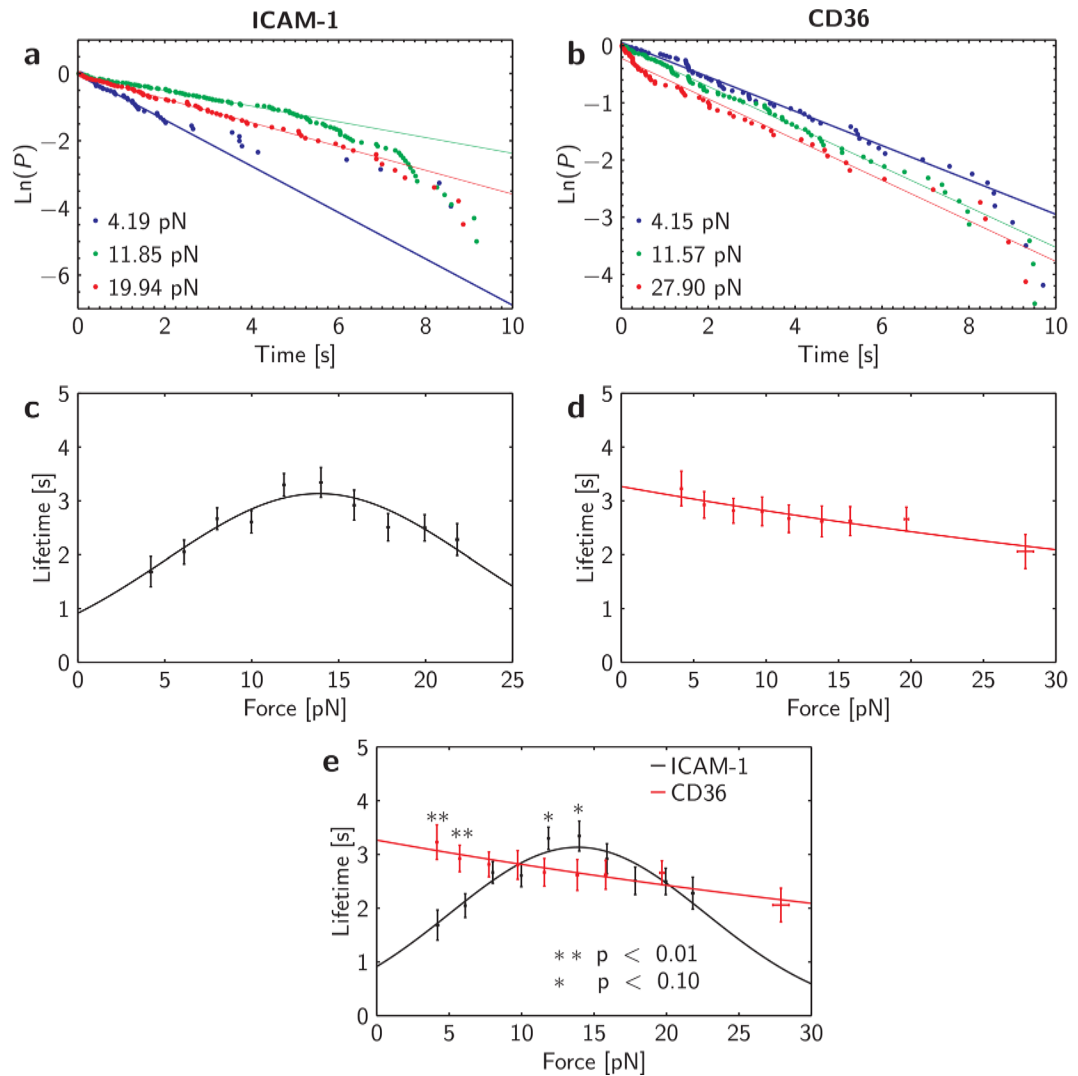 ICAM-1
CD36
a
0
−2
−4
−6
Ln(P)
4.19 pN
11.85 pN
19.94 pN
0 2 4 6 8 10
Time [s]
b
0
−1
−2
−3
−4
Ln(P)
4.15 pN
11.57 pN
27.90 pN
0 2 4 6 8 10
Time [s]
c
5
4
3
2
1
0
Lifetime [s]
0 5 10 15 20 25
Force [pN]
d
5
4
3
2
1
0
Lifetime [s]
0 5 10 15 20 25 30
Force [pN]
e
5
4
3
2
1
0
Lifetime [s]
ICAM-1
CD36
** ** * *
** p < 0.01
* p < 0.10
0 5 10 15 20 25 30
Force [pN]